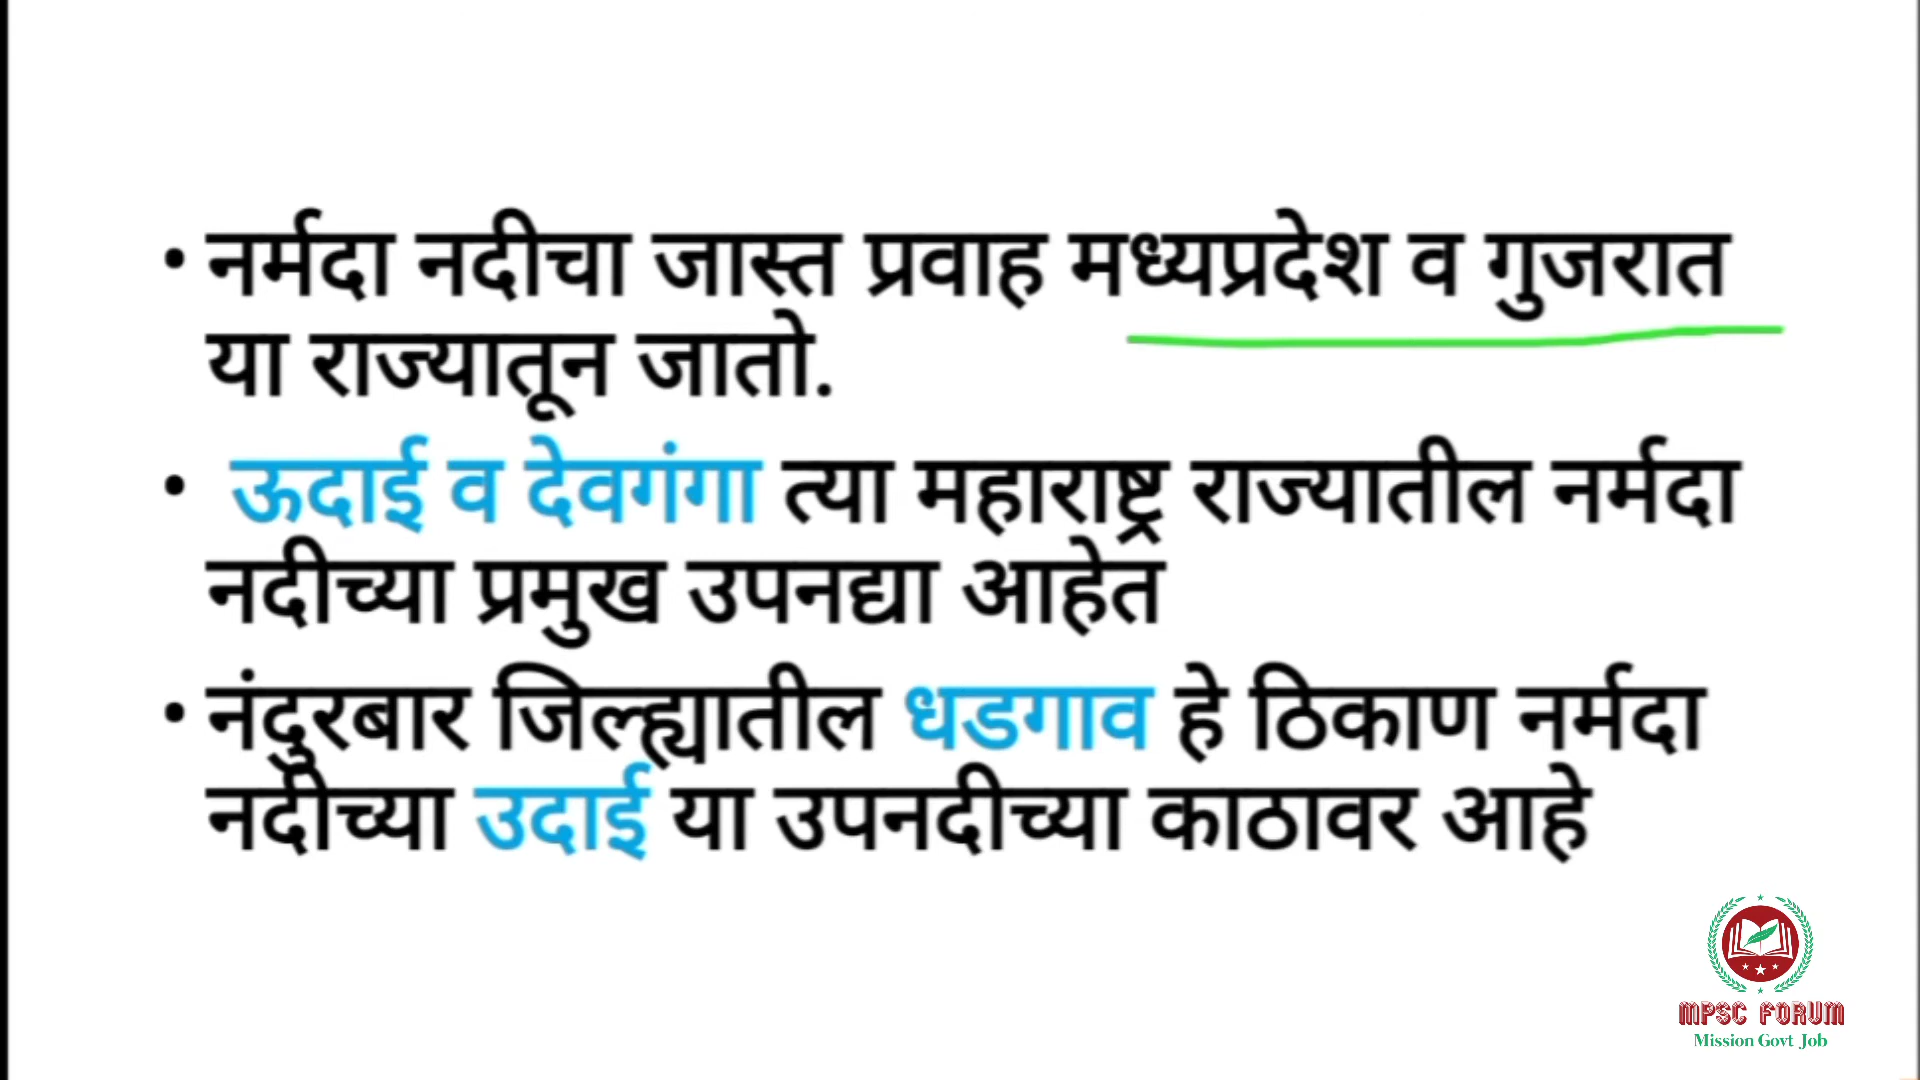 • नर्मदा नदीचा जास्त प्रवाह मध्यप्रदेश व गुजरात
या राज्यातून जातो.
• ऊदाई व देवगंगा त्या महाराष्ट्र राज्यातील नर्मदा
नदीच्या प्रमुख उपनद्या आहेत
• नंदुरबार जिल्ह्यातील धडगाव हे ठिकाण नर्मदा
नदीच्या उदाई या उपनदीच्या काठावर आहे
MPSC FORUM
Mission Govt Job